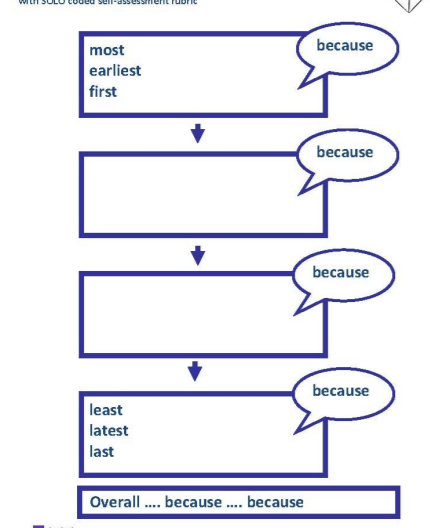 with SOLO coded self-assessment rubric
because
most
earliest
first
because
because
because
least
latest
last
Overall .... because .... because